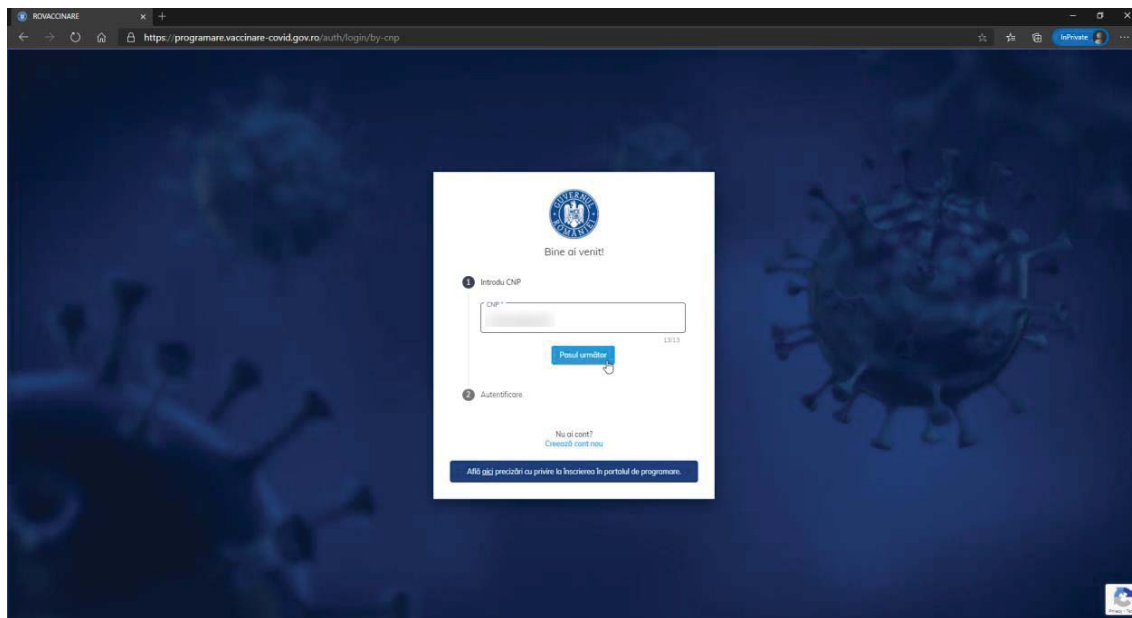 ROVACCINARE
https://programare.vaccinare-covid.gov.ro/auth/login/by-cnp
InPrivate
GUVERNUL ROMÂNIEI
Bine ai venit!
1 Introdu CNP
CNP *
13/13
Pasul următor
2 Autentificare
Nu ai cont?
Creează cont nou
Află aici precizări cu privire la înscrierea în portalul de programare.